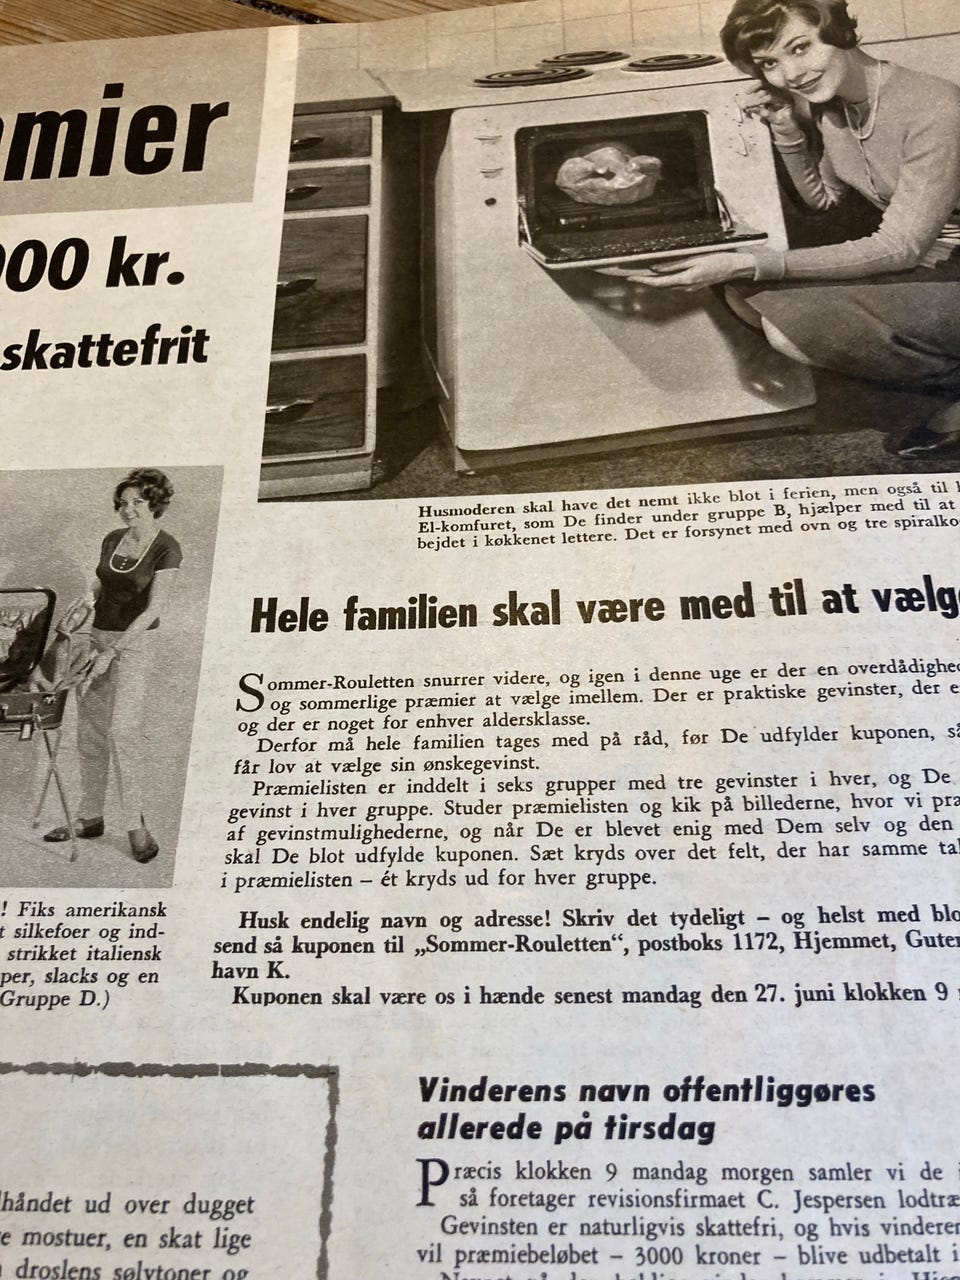 mier
000 kr.
skattefrit
Husmoderen skal have det nemt ikke blot i ferien, men også til
El-komfuret, som De finder under gruppe B, hjælper med til at
bejdet i køkkenet lettere. Det er forsynet med ovn og tre spiralko
! Fiks amerikansk
t silkefoer og ind-
strikket italiensk
per, slacks og en
Gruppe D.)
Hele familien skal være med til at vælg
Sommer-Rouletten snurrer videre, og igen i denne uge er der en overdådighed
og sommerlige præmier at vælge imellem. Der er praktiske gevinster, der e
og der er noget for enhver aldersklasse.
Derfor må hele familien tages med på råd, før De udfylder kuponen, så
får lov at vælge sin ønskegevinst.
Præmielisten er inddelt i seks grupper med tre gevinster i hver, og De
gevinst i hver gruppe. Studer præmielisten og kik på billederne, hvor vi præ
af gevinstmulighederne, og når De er blevet enig med Dem selv og den
skal De blot udfylde kuponen. Sæt kryds over det felt, der har samme tal
i præmielisten – ét kryds ud for hver gruppe.
Husk endelig navn og adresse! Skriv det tydeligt – og helst med blo
send så kuponen til „Sommer-Rouletten“, postboks 1172, Hjemmet, Guten
havn K.
Kuponen skal være os i hænde senest mandag den 27. juni klokken 9
lhåndet ud over dugget
e mostuer, en skat lige
droslens sølvtoner og
Vinderens navn offentliggøres
allerede på tirsdag
Præcis klokken 9 mandag morgen samler vi de
så foretager revisionsfirmaet C. Jespersen lodtræ
Gevinsten er naturligvis skattefri, og hvis vinderen
vil præmiebeløbet – 3000 kroner – blive udbetalt i